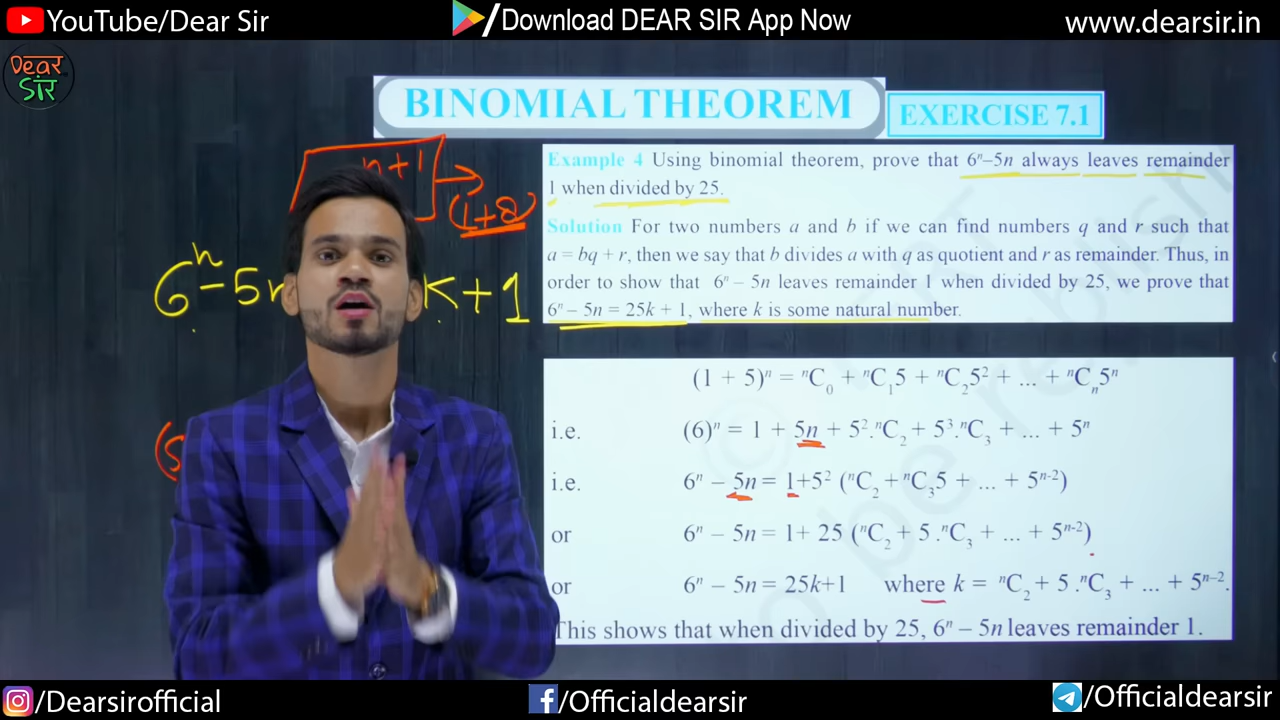 YouTube/Dear Sir
Download DEAR SIR App Now
www.dearsir.in
Dear
Sir
BINOMIAL THEOREM
EXERCISE 7.1
Example 4 Using binomial theorem, prove that 6ⁿ–5n always leaves remainder
1 when divided by 25.
Solution For two numbers a and b if we can find numbers q and r such that
a = bq + r, then we say that b divides a with q as quotient and r as remainder. Thus, in
order to show that 6ⁿ – 5n leaves remainder 1 when divided by 25, we prove that
6ⁿ – 5n = 25k + 1, where k is some natural number.
n+1
(1+8)
6ⁿ-5n
k+1
(5
(1 + 5)ⁿ = ⁿC₀ + ⁿC₁5 + ⁿC₂5² + ... + ⁿCₙ5ⁿ
i.e. (6)ⁿ = 1 + 5n + 5².ⁿC₂ + 5³.ⁿC₃ + ... + 5ⁿ
i.e. 6ⁿ – 5n = 1+5² (ⁿC₂ + ⁿC₃5 + ... + 5ⁿ⁻²)
or 6ⁿ – 5n = 1+ 25 (ⁿC₂ + 5 .ⁿC₃ + ... + 5ⁿ⁻²)
or 6ⁿ – 5n = 25k+1 where k = ⁿC₂ + 5 .ⁿC₃ + ... + 5ⁿ⁻².
This shows that when divided by 25, 6ⁿ – 5n leaves remainder 1.
/Dearsirofficial
/Officialdearsir
/Officialdearsir